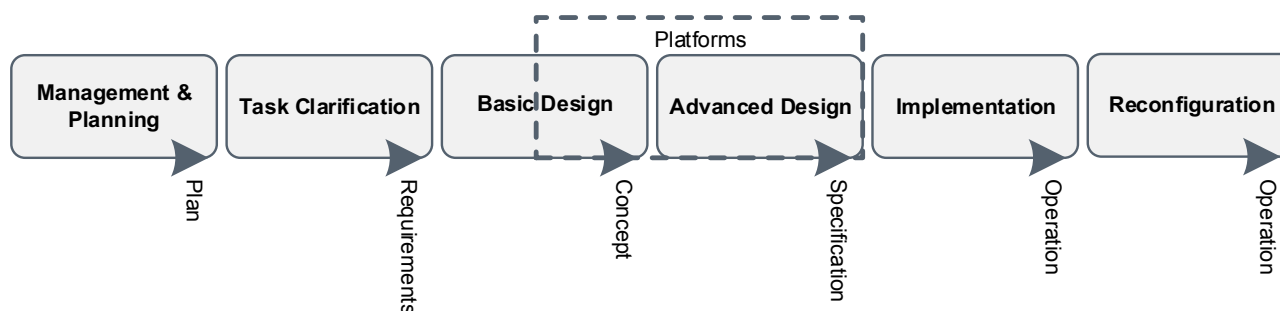 Platforms
Management &
Planning
Task Clarification
Basic Design
Advanced Design
Implementation
Reconfiguration
Plan
Requirements
Concept
Specification
Operation
Operation